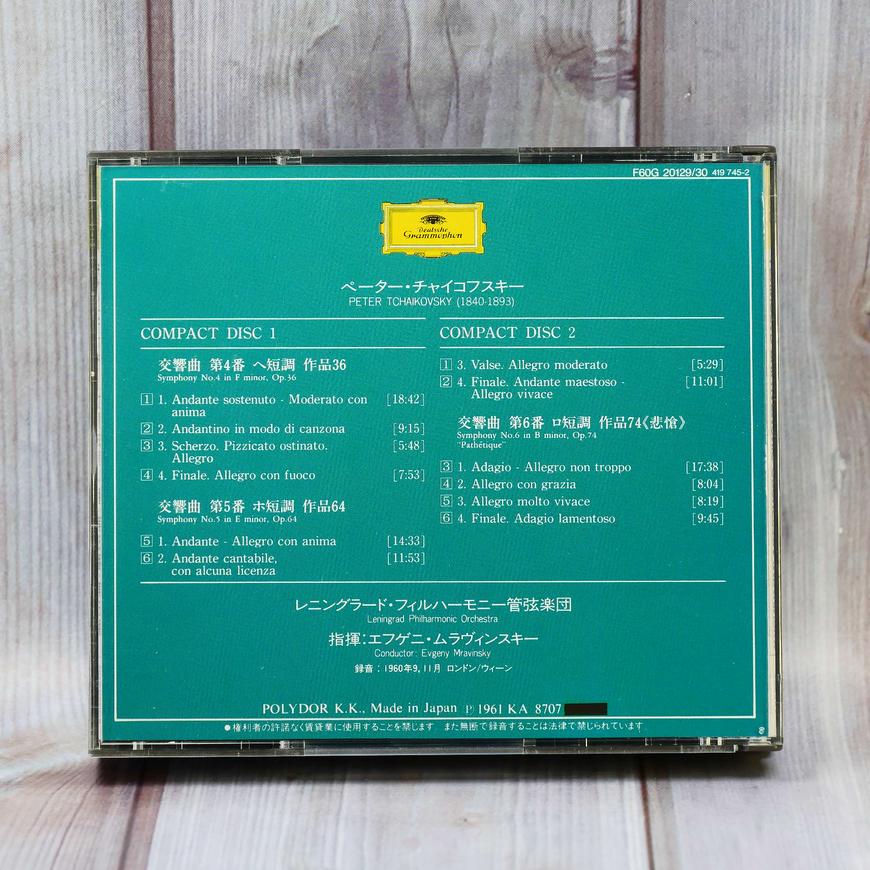 F60G 20129/30 419 745-2
Deutsche
Grammophon
ペーター・チャイコフスキー
PETER TCHAIKOVSKY (1840-1893)
COMPACT DISC 1
交響曲 第4番 ヘ短調 作品36
Symphony No.4 in F minor, Op.36
1 1. Andante sostenuto - Moderato con [18:42]
anima
2 2. Andantino in modo di canzona [9:15]
3 3. Scherzo. Pizzicato ostinato. [5:48]
Allegro
4 4. Finale. Allegro con fuoco [7:53]
交響曲 第5番 ホ短調 作品64
Symphony No.5 in E minor, Op.64
5 1. Andante - Allegro con anima [14:33]
6 2. Andante cantabile, [11:53]
con alcuna licenza
COMPACT DISC 2
1 3. Valse. Allegro moderato [5:29]
2 4. Finale. Andante maestoso - [11:01]
Allegro vivace
交響曲 第6番 ロ短調 作品74《悲愴》
Symphony No.6 in B minor, Op.74
"Pathétique"
3 1. Adagio - Allegro non troppo [17:38]
4 2. Allegro con grazia [8:04]
5 3. Allegro molto vivace [8:19]
6 4. Finale. Adagio lamentoso [9:45]
レニングラード・フィルハーモニー管弦楽団
Leningrad Philharmonic Orchestra
指揮:エフゲニ・ムラヴィンスキー
Conductor: Evgeny Mravinsky
録音:1960年9, 11月 ロンドン/ウィーン
POLYDOR K.K., Made in Japan Ⓟ 1961 KA 8707
●権利者の許諾なく賃貸業に使用することを禁じます また無断で録音することは法律で禁じられています